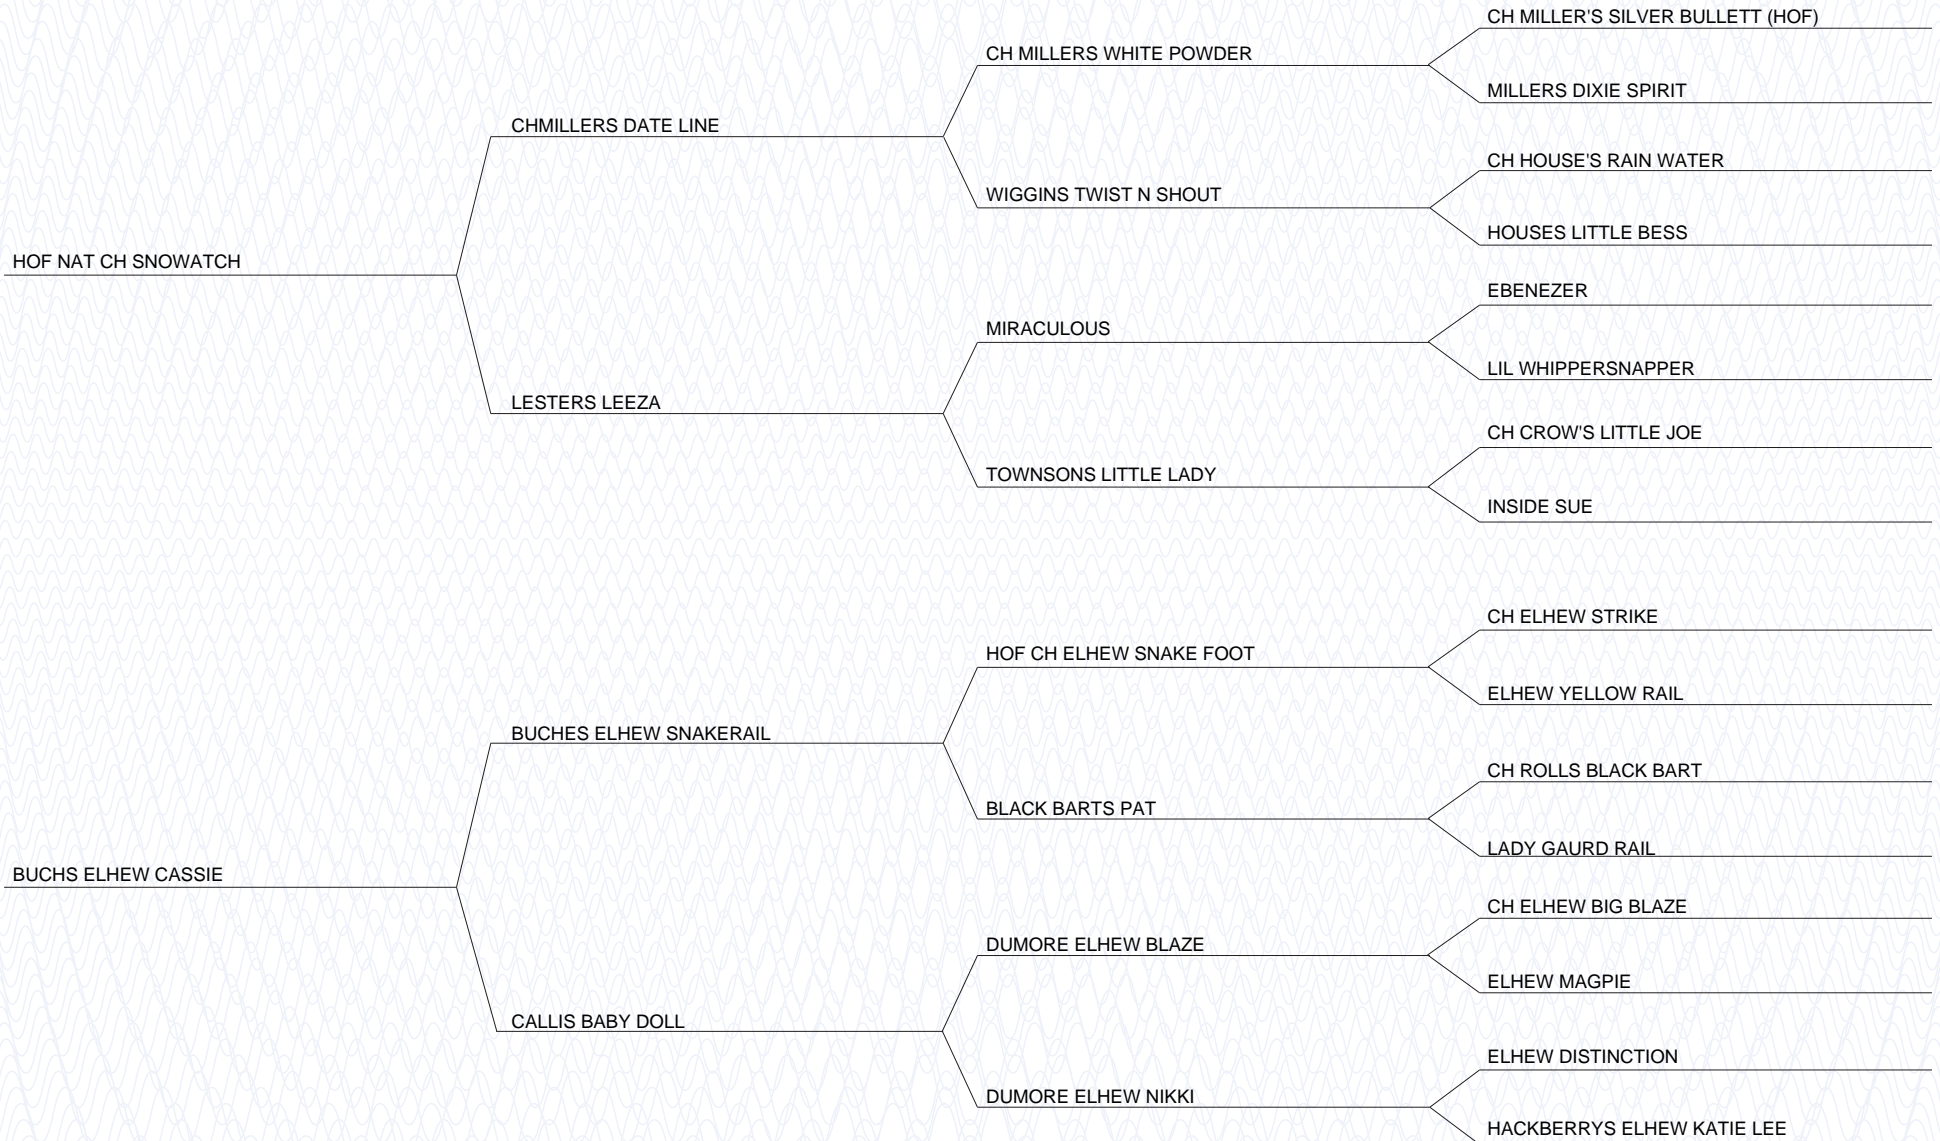 CH MILLER'S SILVER BULLETT (HOF)
CH MILLERS WHITE POWDER
MILLERS DIXIE SPIRIT
CHMILLERS DATE LINE
CH HOUSE'S RAIN WATER
WIGGINS TWIST N SHOUT
HOUSES LITTLE BESS
HOF NAT CH SNOWATCH
EBENEZER
MIRACULOUS
LIL WHIPPERSNAPPER
LESTERS LEEZA
CH CROW'S LITTLE JOE
TOWNSONS LITTLE LADY
INSIDE SUE
CH ELHEW STRIKE
HOF CH ELHEW SNAKE FOOT
ELHEW YELLOW RAIL
BUCHES ELHEW SNAKERAIL
CH ROLLS BLACK BART
BLACK BARTS PAT
LADY GAURD RAIL
BUCHS ELHEW CASSIE
CH ELHEW BIG BLAZE
DUMORE ELHEW BLAZE
ELHEW MAGPIE
CALLIS BABY DOLL
ELHEW DISTINCTION
DUMORE ELHEW NIKKI
HACKBERRYS ELHEW KATIE LEE